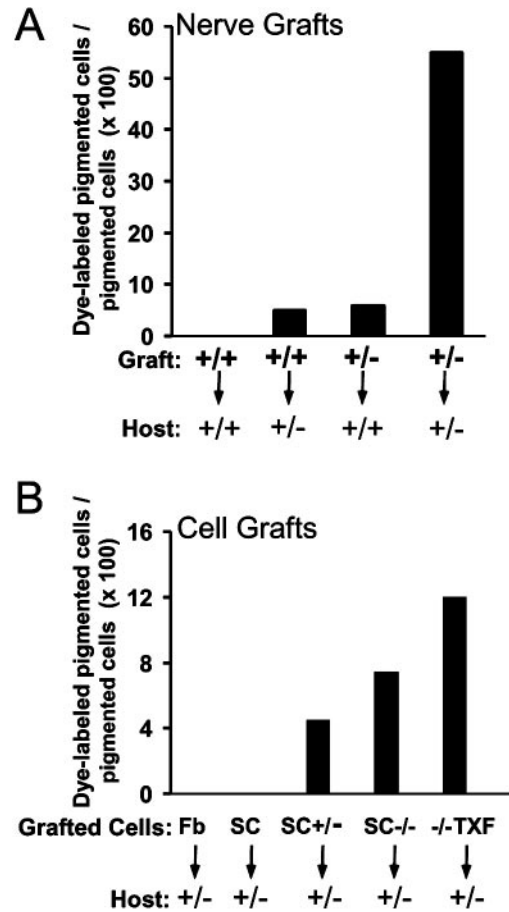 A
Nerve Grafts
Dye-labeled pigmented cells /
pigmented cells (x 100)
60
50
40
30
20
10
0
Graft: +/+ +/+ +/- +/-
Host: +/+ +/- +/+ +/-
B
Cell Grafts
Dye-labeled pigmented cells /
pigmented cells (x 100)
16
12
8
4
0
Grafted Cells: Fb SC SC+/- SC-/- -/-TXF
Host: +/- +/- +/- +/- +/-